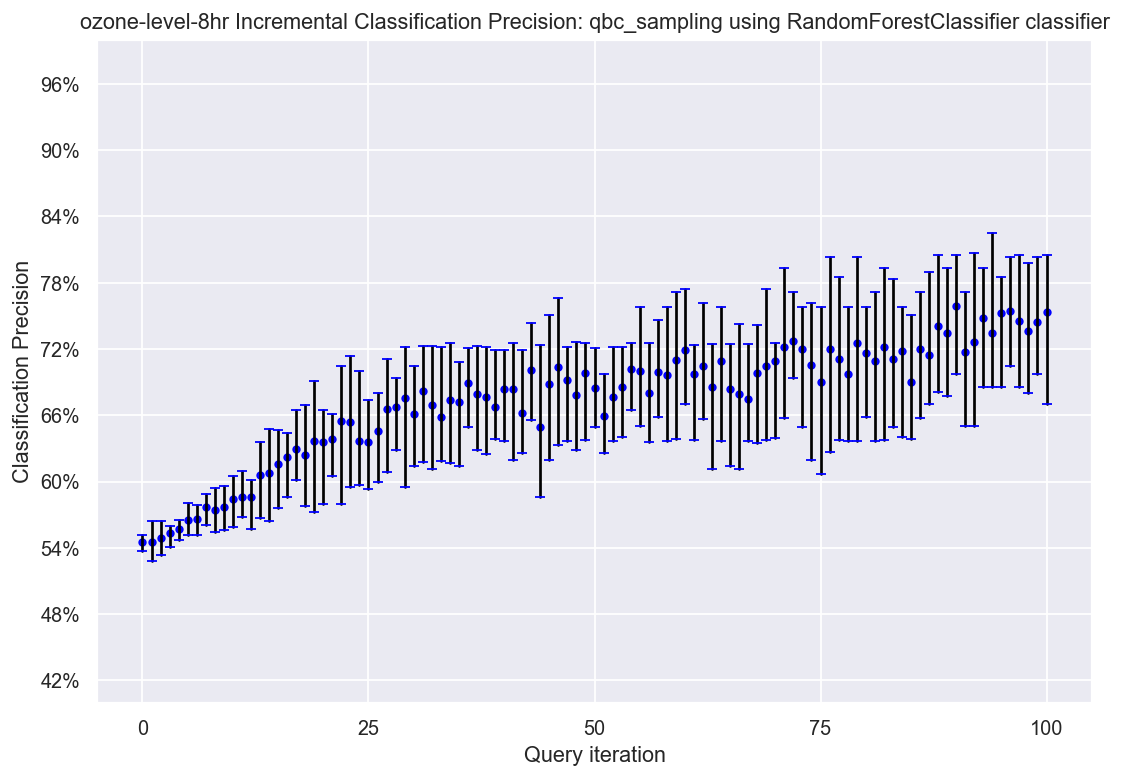 ozone-level-8hr Incremental Classification Precision: qbc_sampling using RandomForestClassifier classifier
96%
90%
84%
78%
72%
66%
60%
54%
48%
42%
Classification Precision
0 25 50 75 100
Query iteration